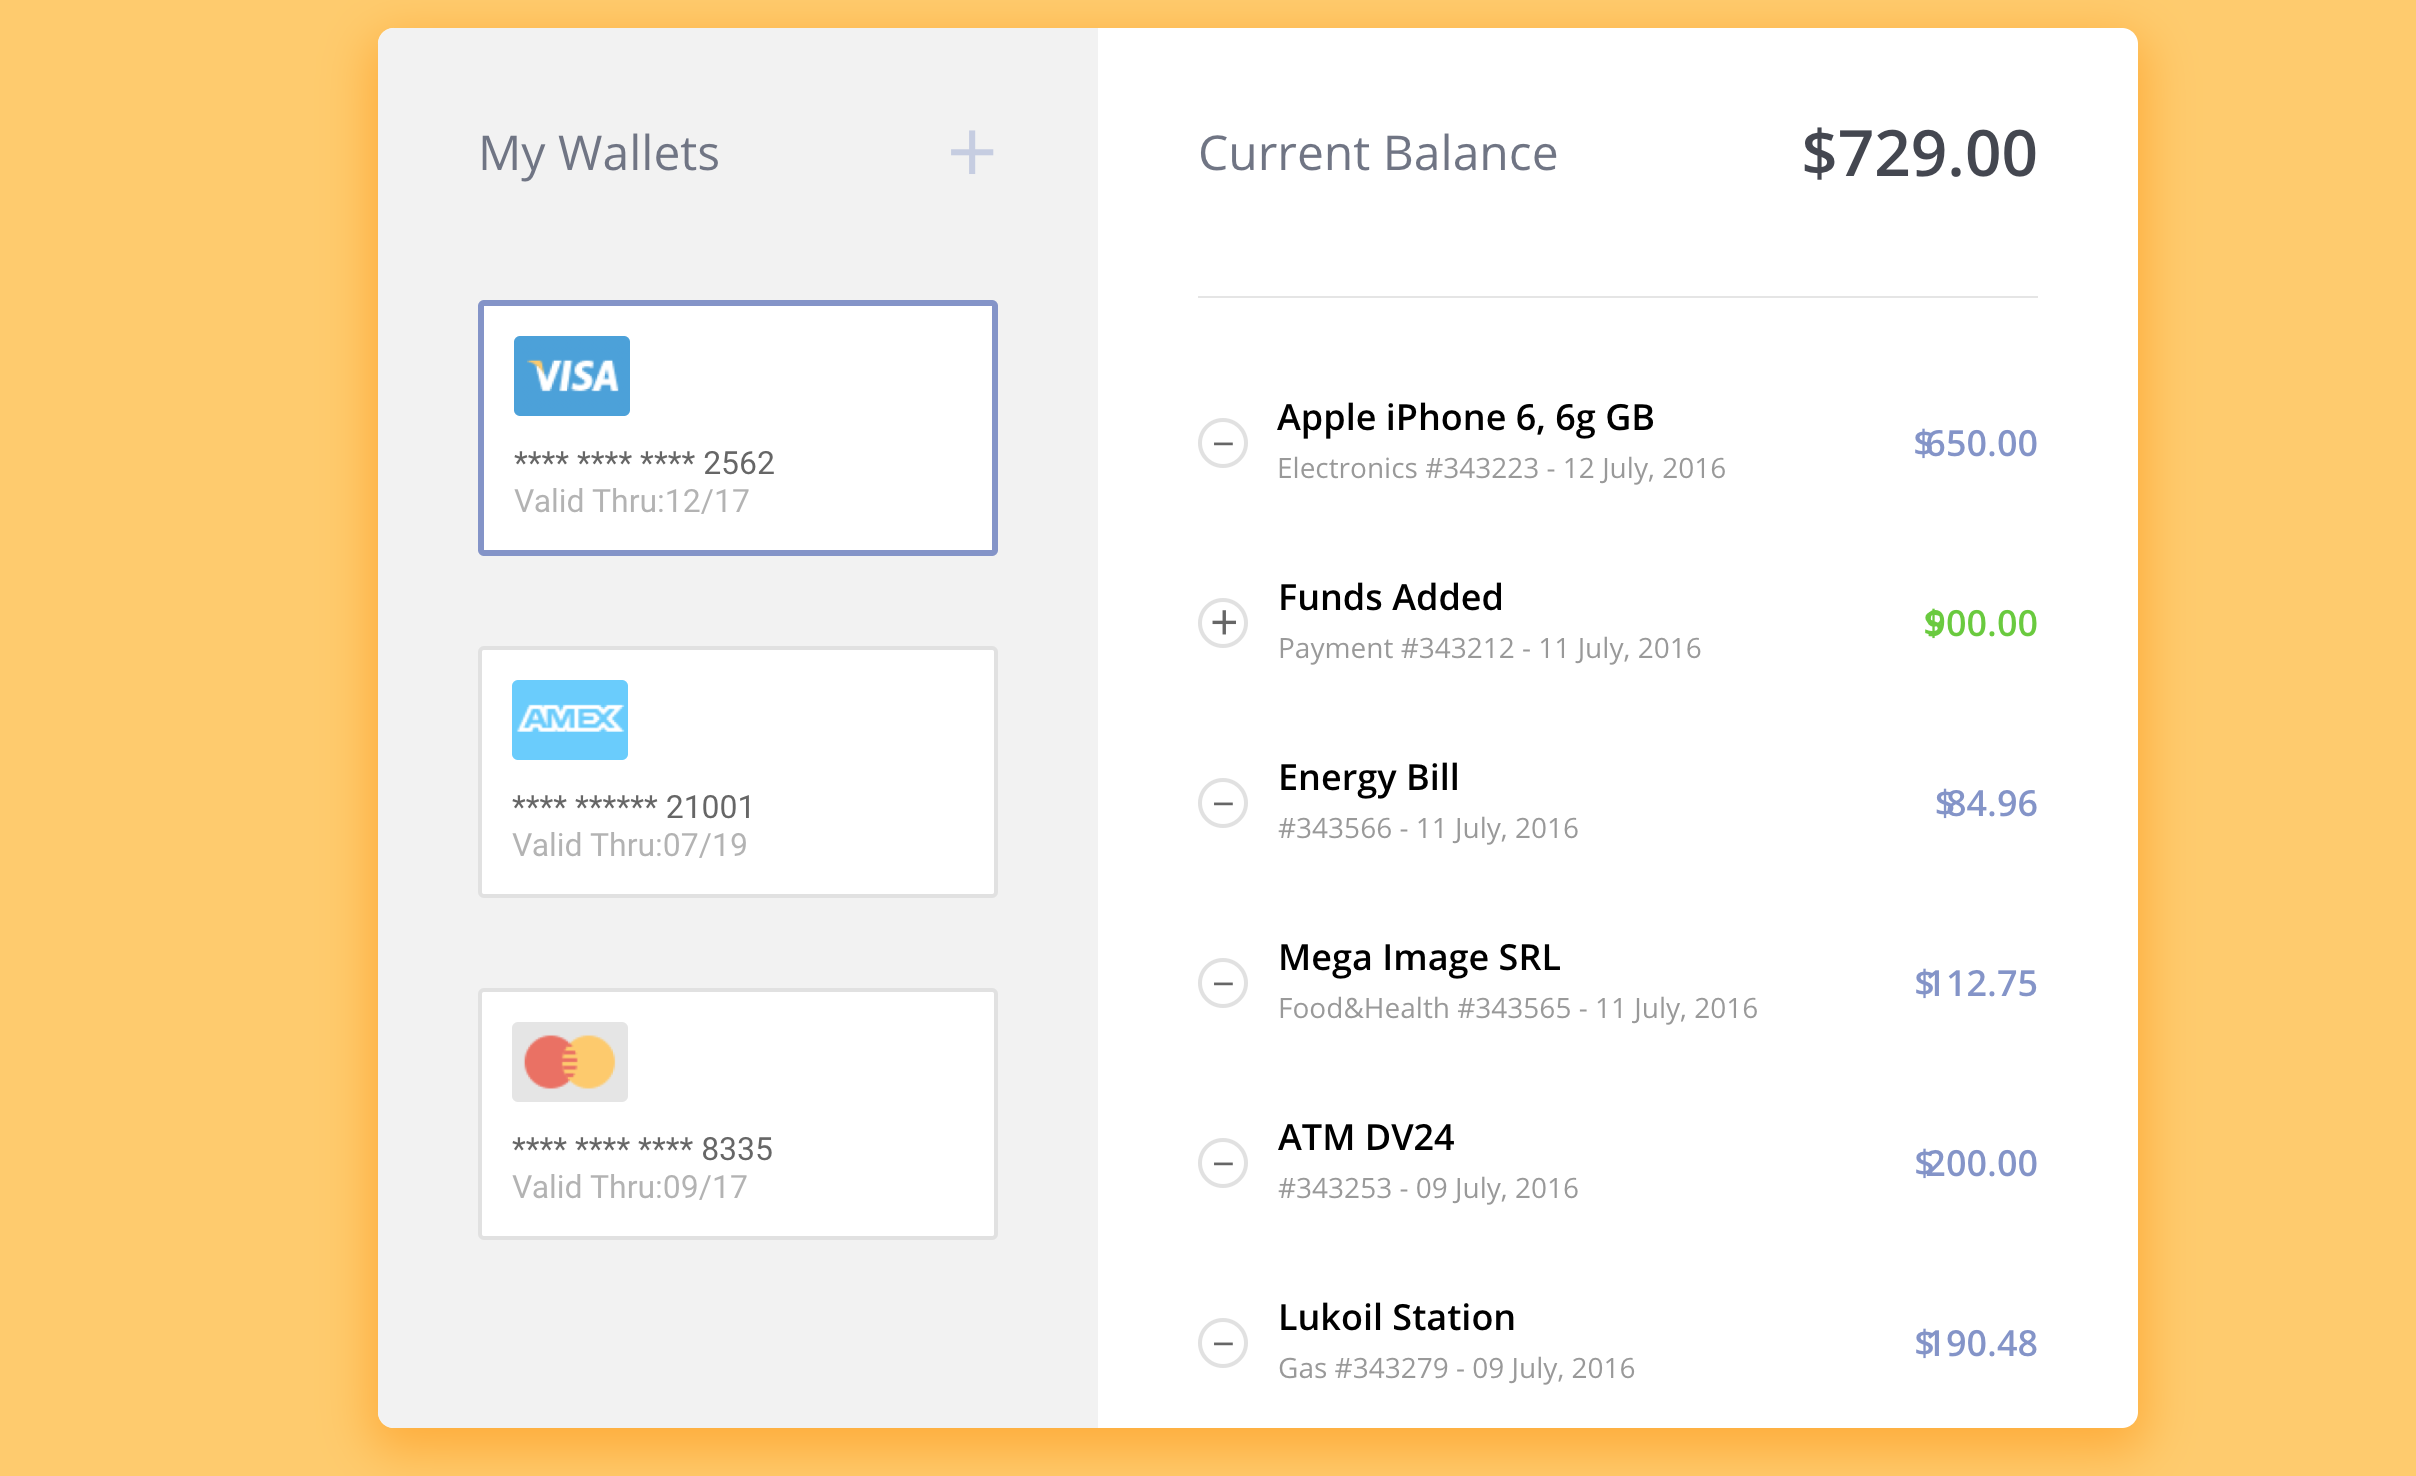 My Wallets
VISA
**** **** **** 2562
Valid Thru:12/17
AMEX
**** ****** 21001
Valid Thru:07/19
**** **** **** 8335
Valid Thru:09/17
Current Balance $729.00
Apple iPhone 6, 6g GB
Electronics #343223 - 12 July, 2016
$650.00
Funds Added
Payment #343212 - 11 July, 2016
Energy Bill
#343566 - 11 July, 2016
$84.96
Mega Image SRL
Food&Health #343565 - 11 July, 2016
$112.75
ATM DV24
#343253 - 09 July, 2016
$200.00
Lukoil Station
Gas #343279 - 09 July, 2016
$190.48